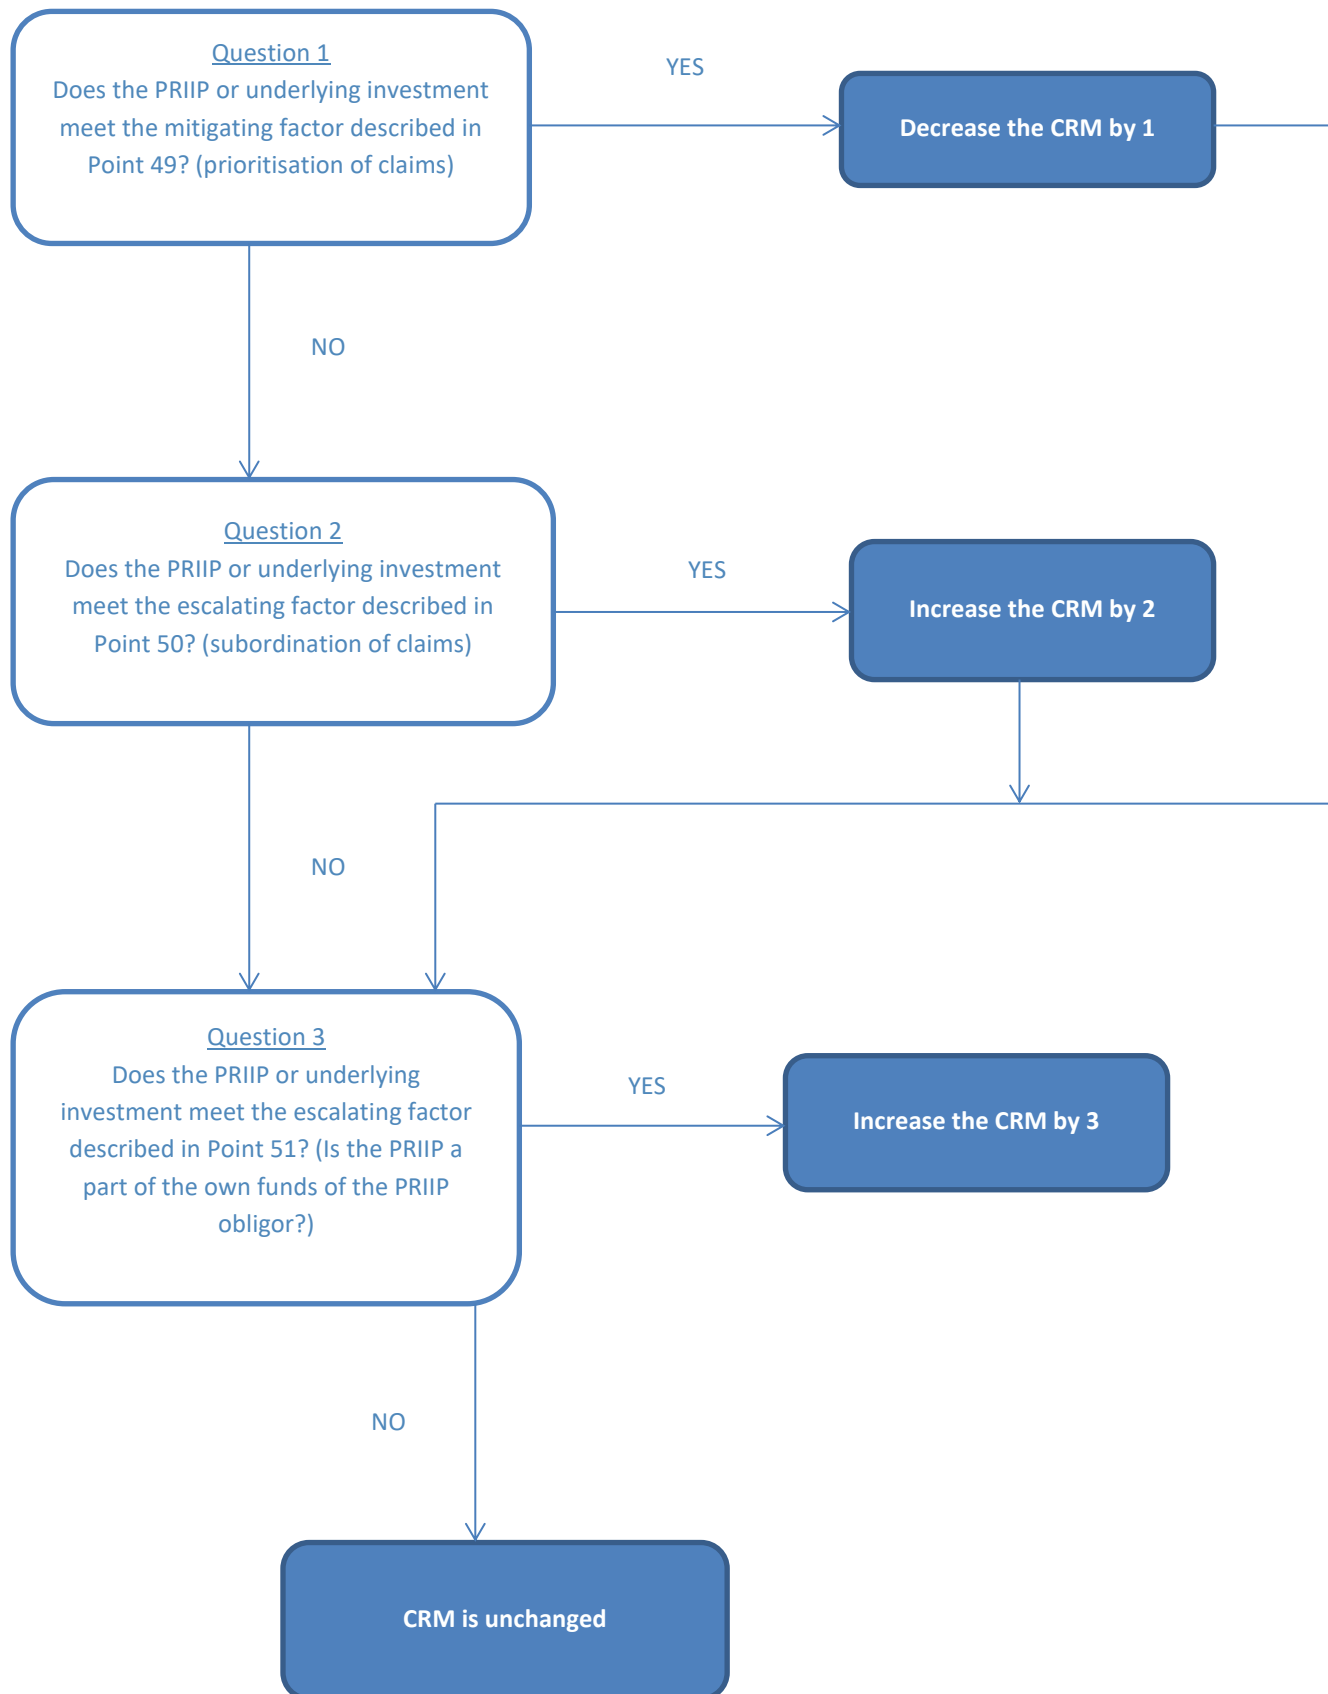 Question 1
Does the PRIIP or underlying investment
meet the mitigating factor described in
Point 49? (prioritisation of claims)
YES
Decrease the CRM by 1
NO
Question 2
Does the PRIIP or underlying investment
meet the escalating factor described in
Point 50? (subordination of claims)
YES
Increase the CRM by 2
NO
Question 3
Does the PRIIP or underlying
investment meet the escalating factor
described in Point 51? (Is the PRIIP a
part of the own funds of the PRIIP
obligor?)
YES
Increase the CRM by 3
NO
CRM is unchanged